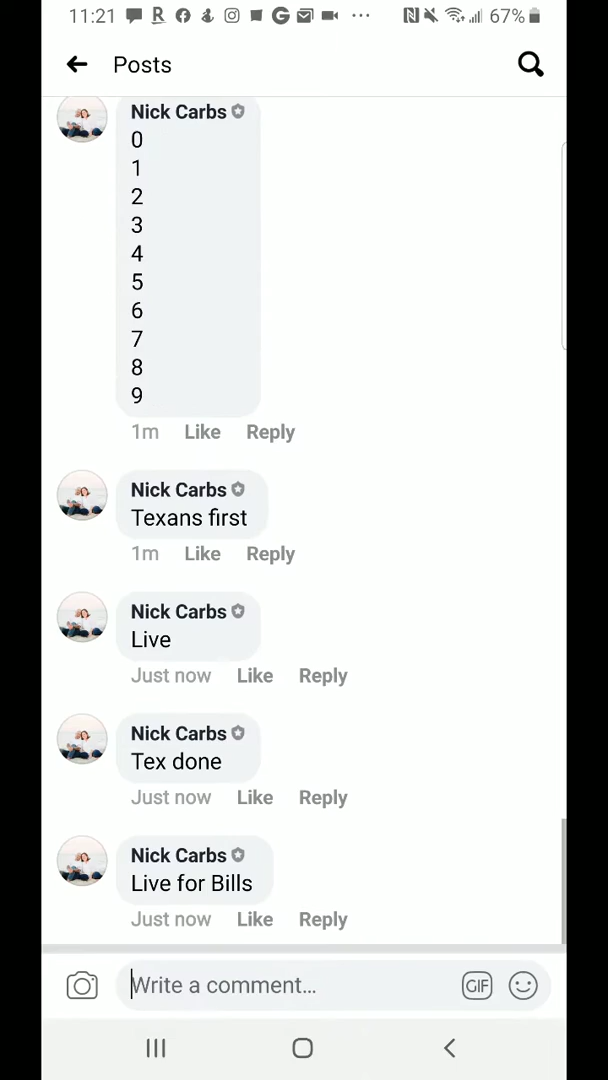 11:21 67%
Posts
Nick Carbs
0
1
2
3
4
5
6
7
8
9
1m Like Reply
Nick Carbs
Texans first
1m Like Reply
Nick Carbs
Live
Just now Like Reply
Nick Carbs
Tex done
Just now Like Reply
Nick Carbs
Live for Bills
Just now Like Reply
Write a comment... GIF